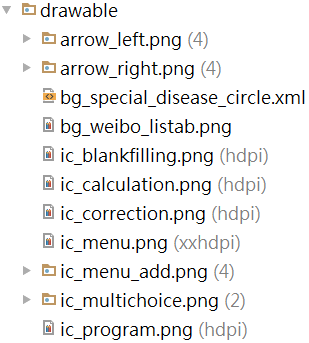 drawable
arrow_left.png (4)
arrow_right.png (4)
bg_special_disease_circle.xml
bg_weibo_listab.png
ic_blankfilling.png (hdpi)
ic_calculation.png (hdpi)
ic_correction.png (hdpi)
ic_menu.png (xxhdpi)
ic_menu_add.png (4)
ic_multichoice.png (2)
ic_program.png (hdpi)